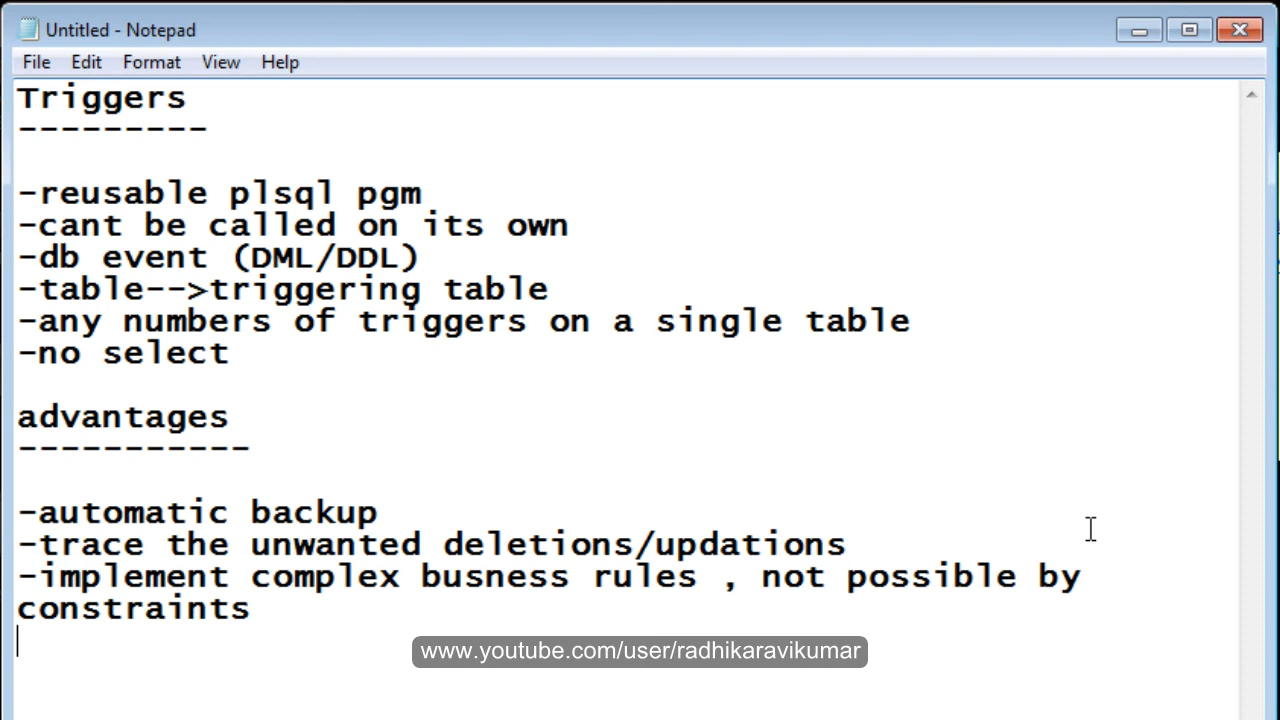 Untitled - Notepad
File Edit Format View Help
Triggers
---------
-reusable plsql pgm
-cant be called on its own
-db event (DML/DDL)
-table-->triggering table
-any numbers of triggers on a single table
-no select
advantages
-----------
-automatic backup
-trace the unwanted deletions/updations
-implement complex busness rules , not possible by
constraints
www.youtube.com/user/radhikaravikumar